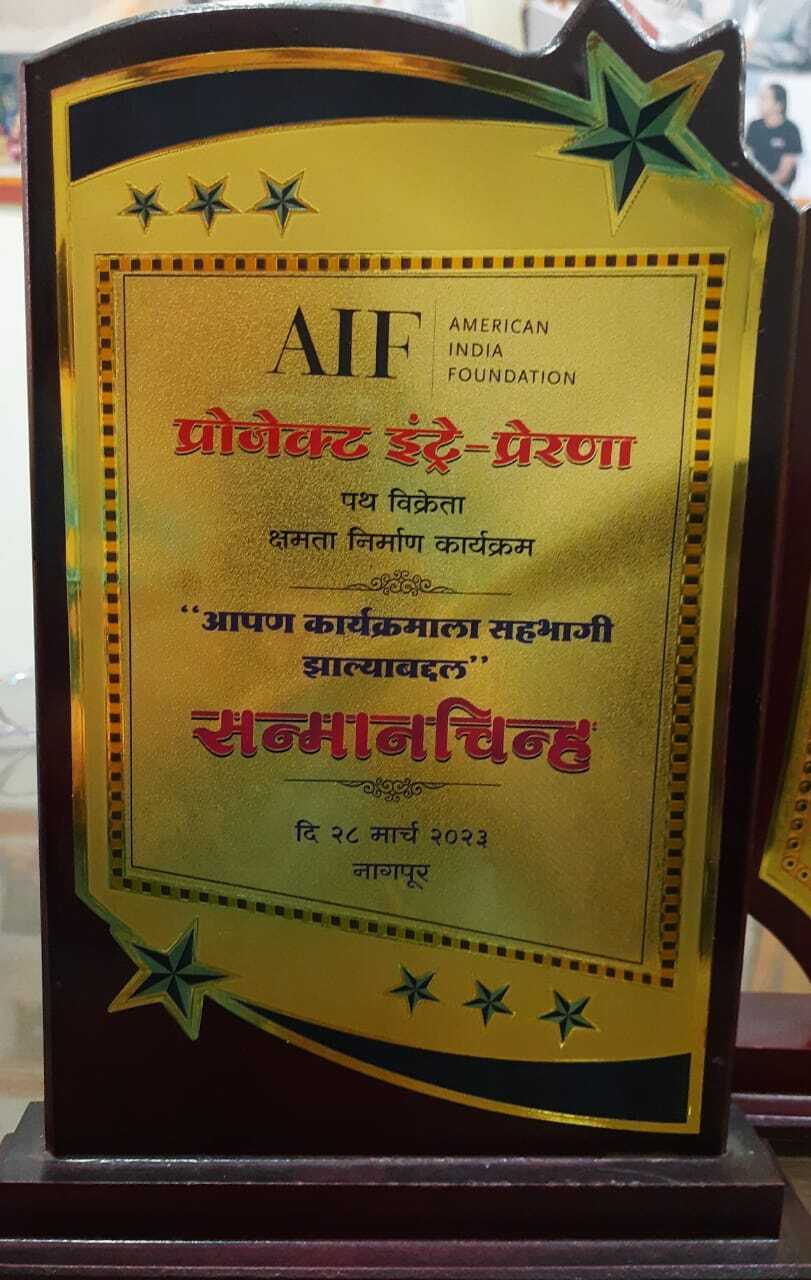 AIF
AMERICAN
INDIA
FOUNDATION
प्रोजेक्ट इंट्रे-प्रेरणा
पथ विक्रेता
क्षमता निर्माण कार्यक्रम
“आपण कार्यक्रमाला सहभागी
झाल्याबद्दल”
सन्मानचिन्ह
दि २८ मार्च २०२३
नागपूर